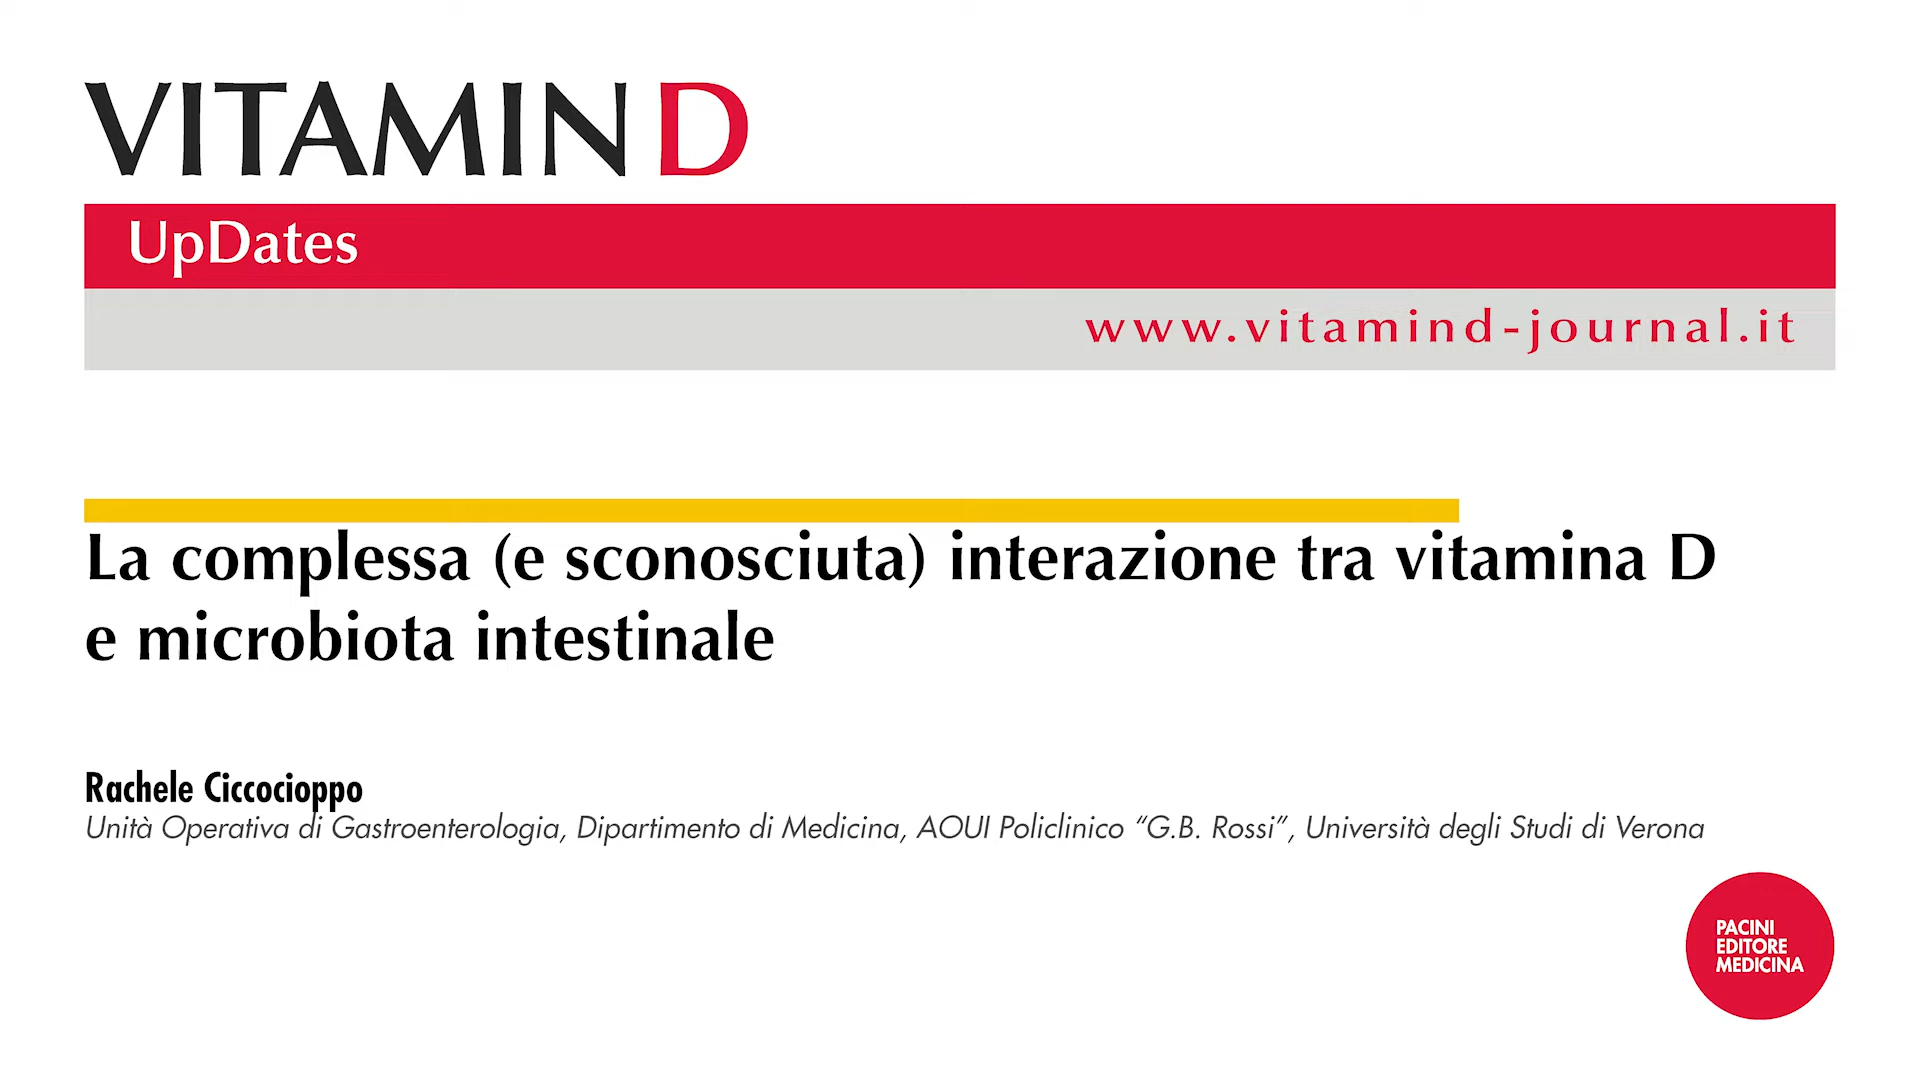 VITAMIN D
UpDates
www.vitamind-journal.it
La complessa (e sconosciuta) interazione tra vitamina D
e microbiota intestinale
Rachele Ciccocioppo
Unità Operativa di Gastroenterologia, Dipartimento di Medicina, AOUI Policlinico “G.B. Rossi”, Università degli Studi di Verona
PACINI
EDITORE
MEDICINA